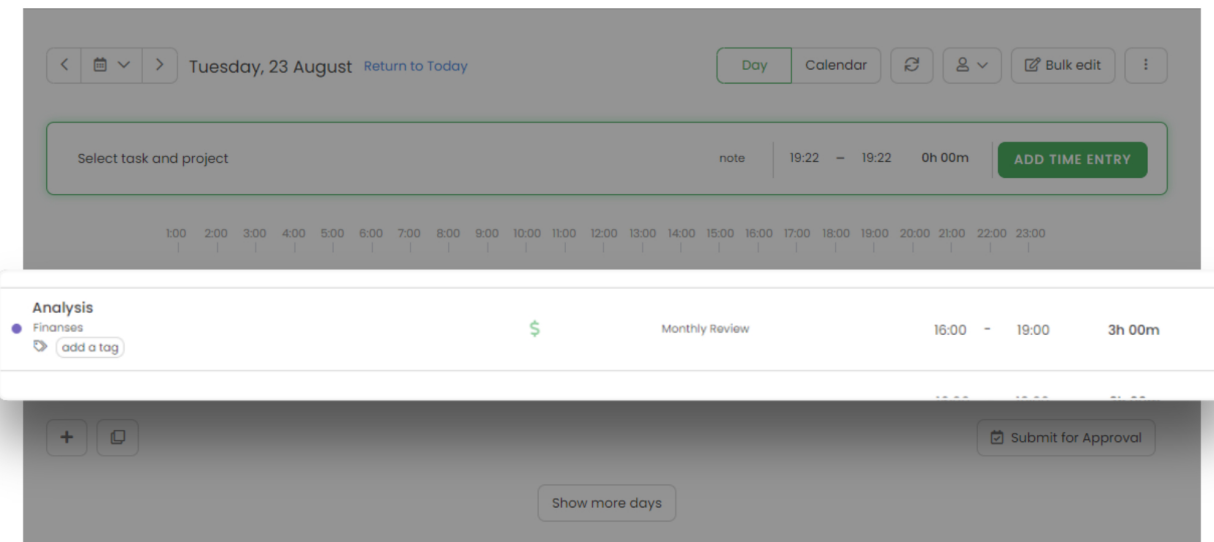 Tuesday, 23 August Return to Today Day Calendar Bulk edit
Select task and project note 19:22 – 19:22 0h 00m ADD TIME ENTRY
1:00 2:00 3:00 4:00 5:00 6:00 7:00 8:00 9:00 10:00 11:00 12:00 13:00 14:00 15:00 16:00 17:00 18:00 19:00 20:00 21:00 22:00 23:00
Analysis
Finanses $ Monthly Review 16:00 - 19:00 3h 00m
add a tag
Submit for Approval
Show more days